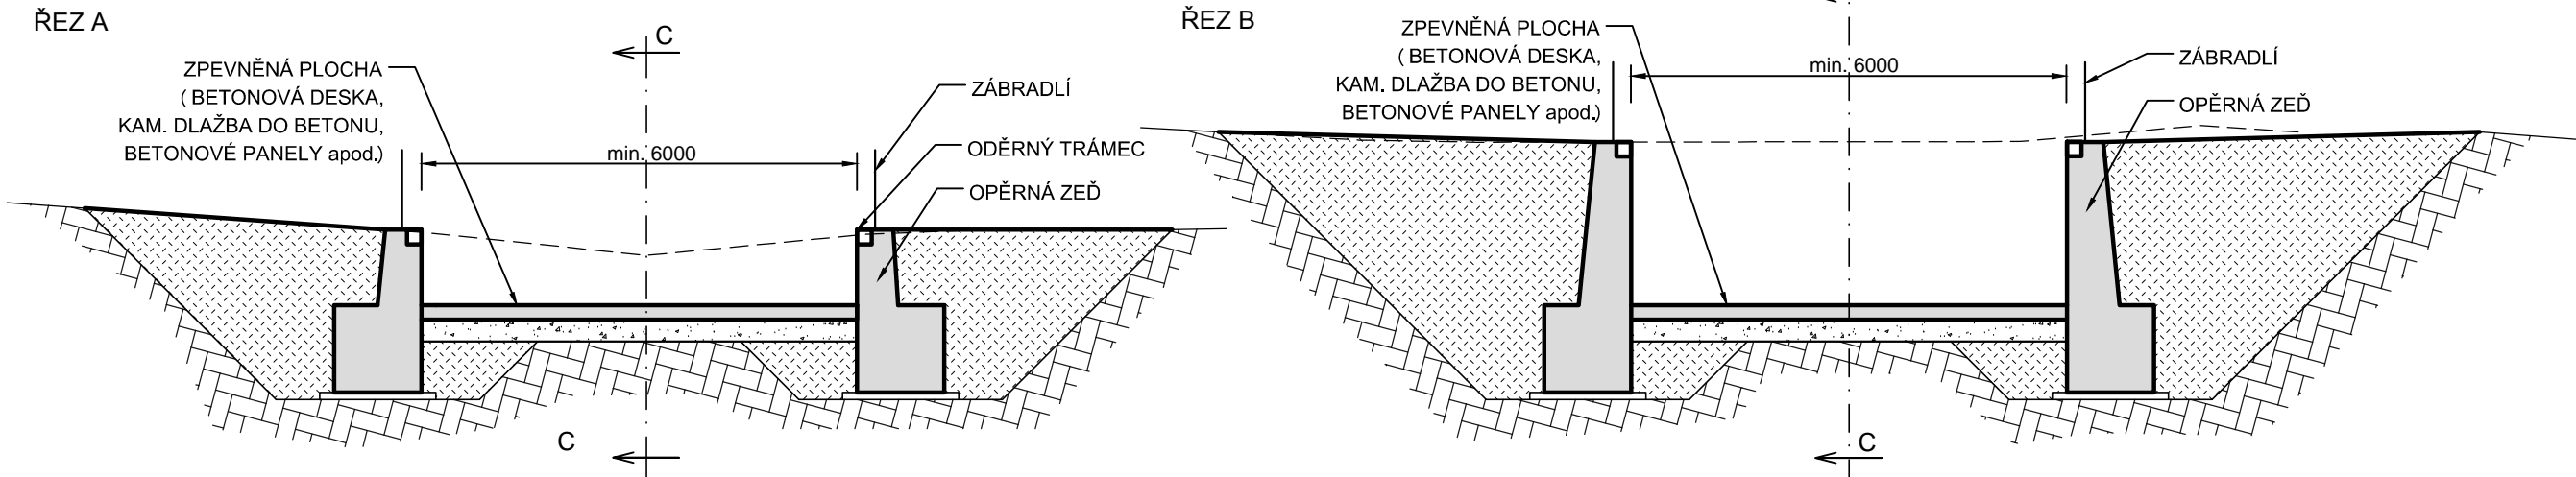 ŘEZ A
C
ZPEVNĚNÁ PLOCHA
( BETONOVÁ DESKA,
KAM. DLAŽBA DO BETONU,
BETONOVÉ PANELY apod.)
min. 6000
ZÁBRADLÍ
ODĚRNÝ TRÁMEC
OPĚRNÁ ZEĎ
C
ŘEZ B
ZPEVNĚNÁ PLOCHA
( BETONOVÁ DESKA,
KAM. DLAŽBA DO BETONU,
BETONOVÉ PANELY apod.)
min. 6000
ZÁBRADLÍ
OPĚRNÁ ZEĎ
C